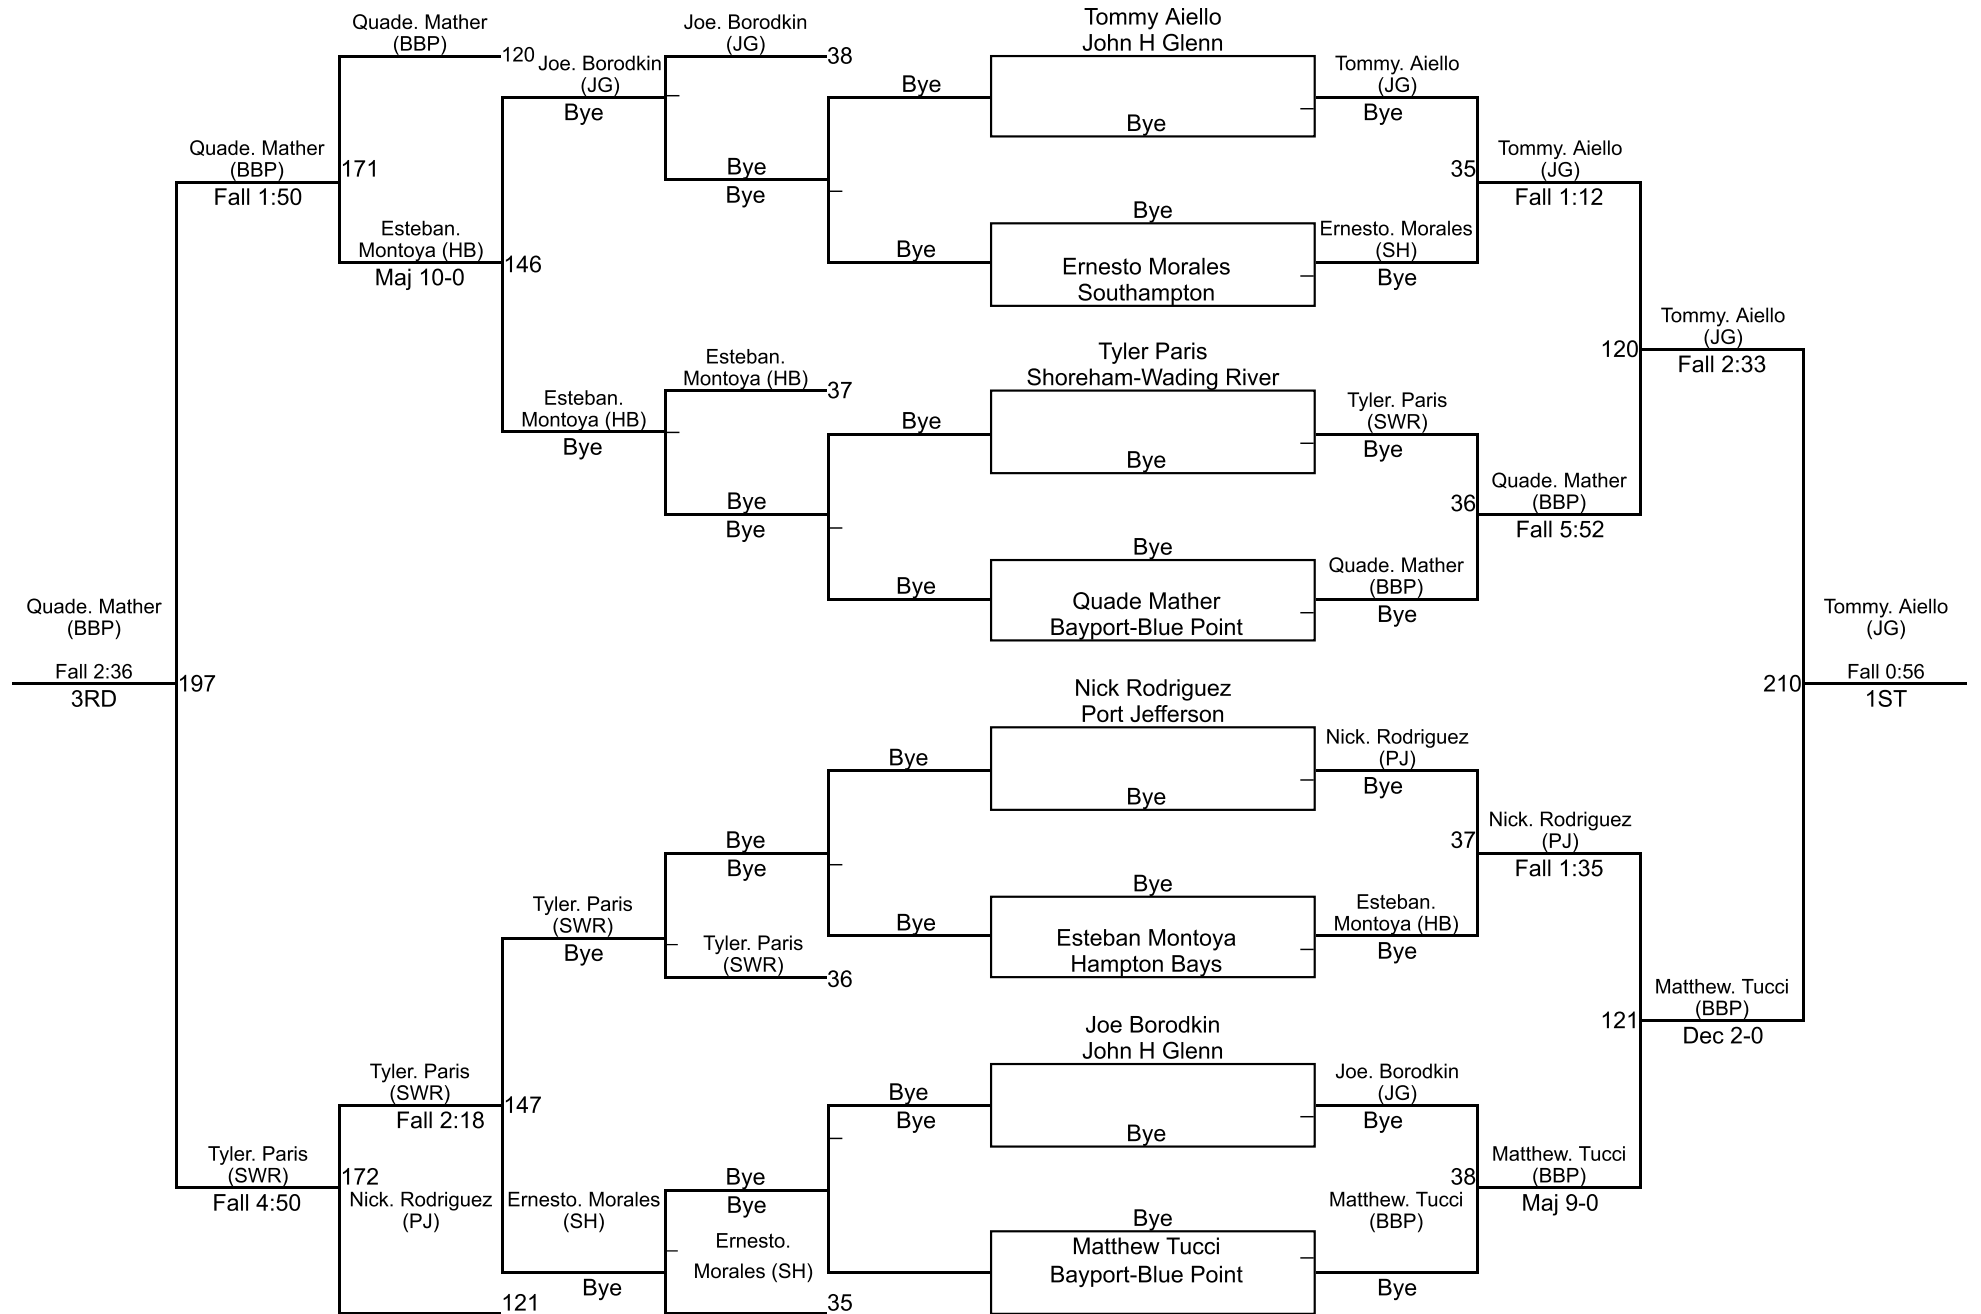 Quade. Mather
(BBP)
120
Joe. Borodkin
(JG)
Bye
Joe. Borodkin
(JG)
38
Bye
Bye
Bye
Bye
Tommy Aiello
John H Glenn
Bye
Bye
Ernesto Morales
Southampton
Tommy. Aiello
(JG)
Bye
35
Ernesto. Morales
(SH)
Bye
Tommy. Aiello
(JG)
Fall 1:12
Quade. Mather
(BBP)
Fall 1:50
171
Esteban.
Montoya (HB)
Maj 10-0
146
Esteban.
Montoya (HB)
Bye
Esteban.
Montoya (HB)
37
Bye
Bye
Bye
Bye
Tyler Paris
Shoreham-Wading River
Bye
Bye
Quade Mather
Bayport-Blue Point
Tyler. Paris
(SWR)
Bye
36
Quade. Mather
(BBP)
Bye
Quade. Mather
(BBP)
Fall 5:52
120
Tommy. Aiello
(JG)
Fall 2:33
Quade. Mather
(BBP)
Fall 2:36
3RD
197
210
Tommy. Aiello
(JG)
Fall 0:56
1ST
Nick Rodriguez
Port Jefferson
Bye
Bye
Esteban Montoya
Hampton Bays
Bye
Bye
Bye
Bye
Tyler. Paris
(SWR)
36
Tyler. Paris
(SWR)
Bye
Nick. Rodriguez
(PJ)
Bye
37
Esteban.
Montoya (HB)
Bye
Nick. Rodriguez
(PJ)
Fall 1:35
121
Matthew. Tucci
(BBP)
Dec 2-0
Joe Borodkin
John H Glenn
Bye
Bye
Matthew Tucci
Bayport-Blue Point
Joe. Borodkin
(JG)
Bye
38
Matthew. Tucci
(BBP)
Bye
Matthew. Tucci
(BBP)
Maj 9-0
Bye
Bye
Bye
Bye
Ernesto.
Morales (SH)
35
Tyler. Paris
(SWR)
Fall 2:18
147
Ernesto. Morales
(SH)
Bye
Tyler. Paris
(SWR)
Fall 4:50
172
Nick. Rodriguez
(PJ)
121